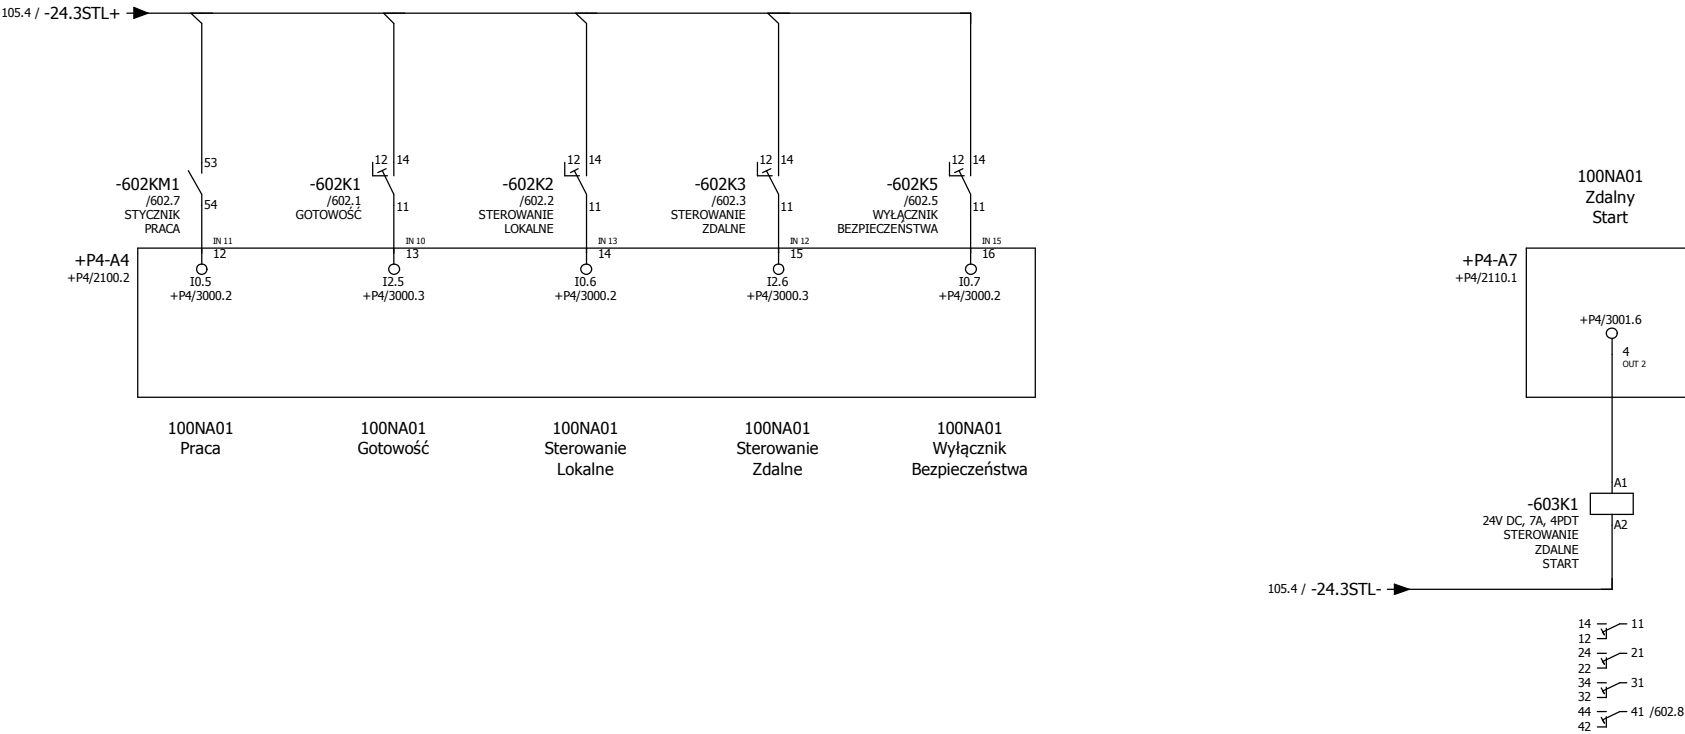 105.4 / -24.3STL+
-602KM1
/602.7
STYCZNIK
PRACA
53
54
-602K1
/602.1
GOTOWOŚĆ
12 14
11
-602K2
/602.2
STEROWANIE
LOKALNE
12 14
11
-602K3
/602.3
STEROWANIE
ZDALNE
12 14
11
-602K5
/602.5
WYŁĄCZNIK
BEZPIECZEŃSTWA
12 14
11
+P4-A4
+P4/2100.2
IN 11
12
I0.5
+P4/3000.2
IN 10
13
I2.5
+P4/3000.3
IN 13
14
I0.6
+P4/3000.2
IN 12
15
I2.6
+P4/3000.3
IN 15
16
I0.7
+P4/3000.2
100NA01
Praca
100NA01
Gotowość
100NA01
Sterowanie
Lokalne
100NA01
Sterowanie
Zdalne
100NA01
Wyłącznik
Bezpieczeństwa
100NA01
Zdalny
Start
+P4-A7
+P4/2110.1
+P4/3001.6
4
OUT 2
-603K1
24V DC, 7A, 4PDT
STEROWANIE
ZDALNE
START
A1
A2
105.4 / -24.3STL-
14 11
12
24 21
22
34 31
32
44 41 /602.8
42